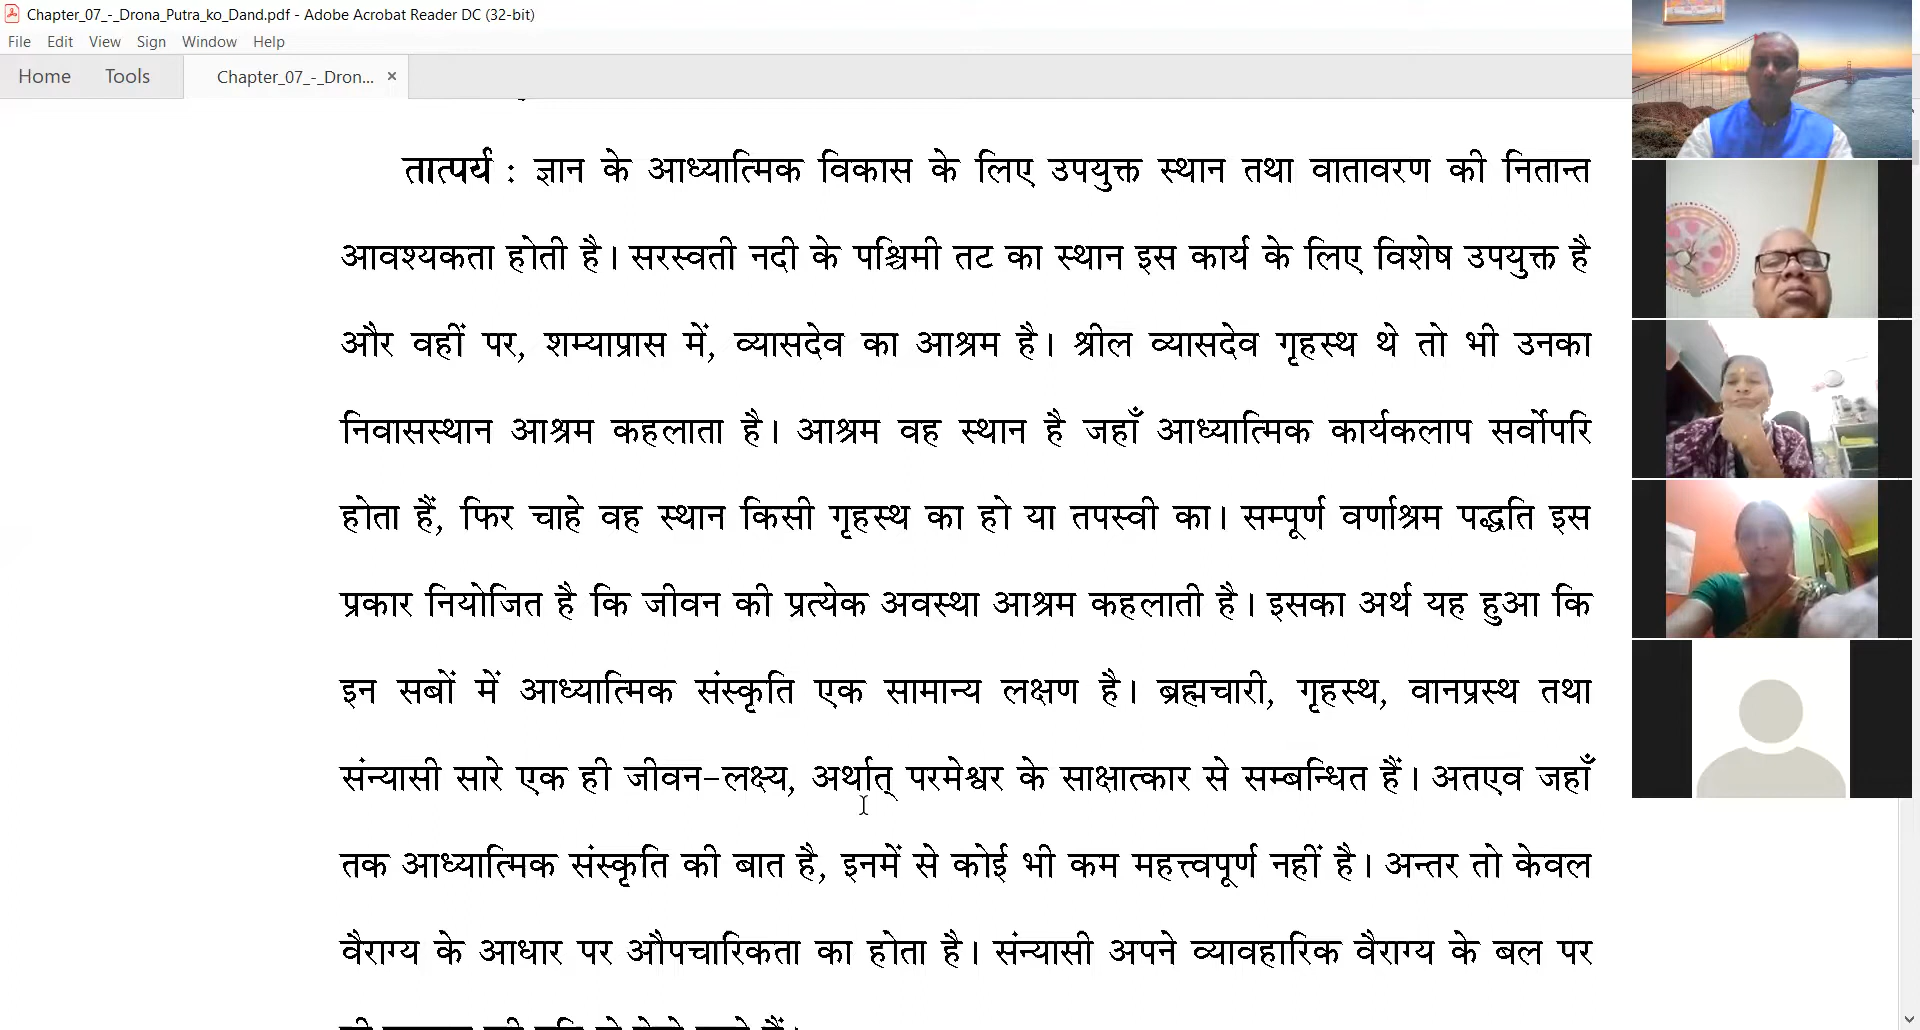 Chapter_07_-_Drona_Putra_ko_Dand.pdf - Adobe Acrobat Reader DC (32-bit)
File Edit View Sign Window Help
Home Tools Chapter_07_-_Dron... ×
तात्पर्य : ज्ञान के आध्यात्मिक विकास के लिए उपयुक्त स्थान तथा वातावरण की नितान्त
आवश्यकता होती है। सरस्वती नदी के पश्चिमी तट का स्थान इस कार्य के लिए विशेष उपयुक्त है
और वहीं पर, शम्याप्रास में, व्यासदेव का आश्रम है। श्रील व्यासदेव गृहस्थ थे तो भी उनका
निवासस्थान आश्रम कहलाता है। आश्रम वह स्थान है जहाँ आध्यात्मिक कार्यकलाप सर्वोपरि
होता हैं, फिर चाहे वह स्थान किसी गृहस्थ का हो या तपस्वी का। सम्पूर्ण वर्णाश्रम पद्धति इस
प्रकार नियोजित है कि जीवन की प्रत्येक अवस्था आश्रम कहलाती है। इसका अर्थ यह हुआ कि
इन सबों में आध्यात्मिक संस्कृति एक सामान्य लक्षण है। ब्रह्मचारी, गृहस्थ, वानप्रस्थ तथा
संन्यासी सारे एक ही जीवन-लक्ष्य, अर्थात् परमेश्वर के साक्षात्कार से सम्बन्धित हैं। अतएव जहाँ
तक आध्यात्मिक संस्कृति की बात है, इनमें से कोई भी कम महत्त्वपूर्ण नहीं है। अन्तर तो केवल
वैराग्य के आधार पर औपचारिकता का होता है। संन्यासी अपने व्यावहारिक वैराग्य के बल पर